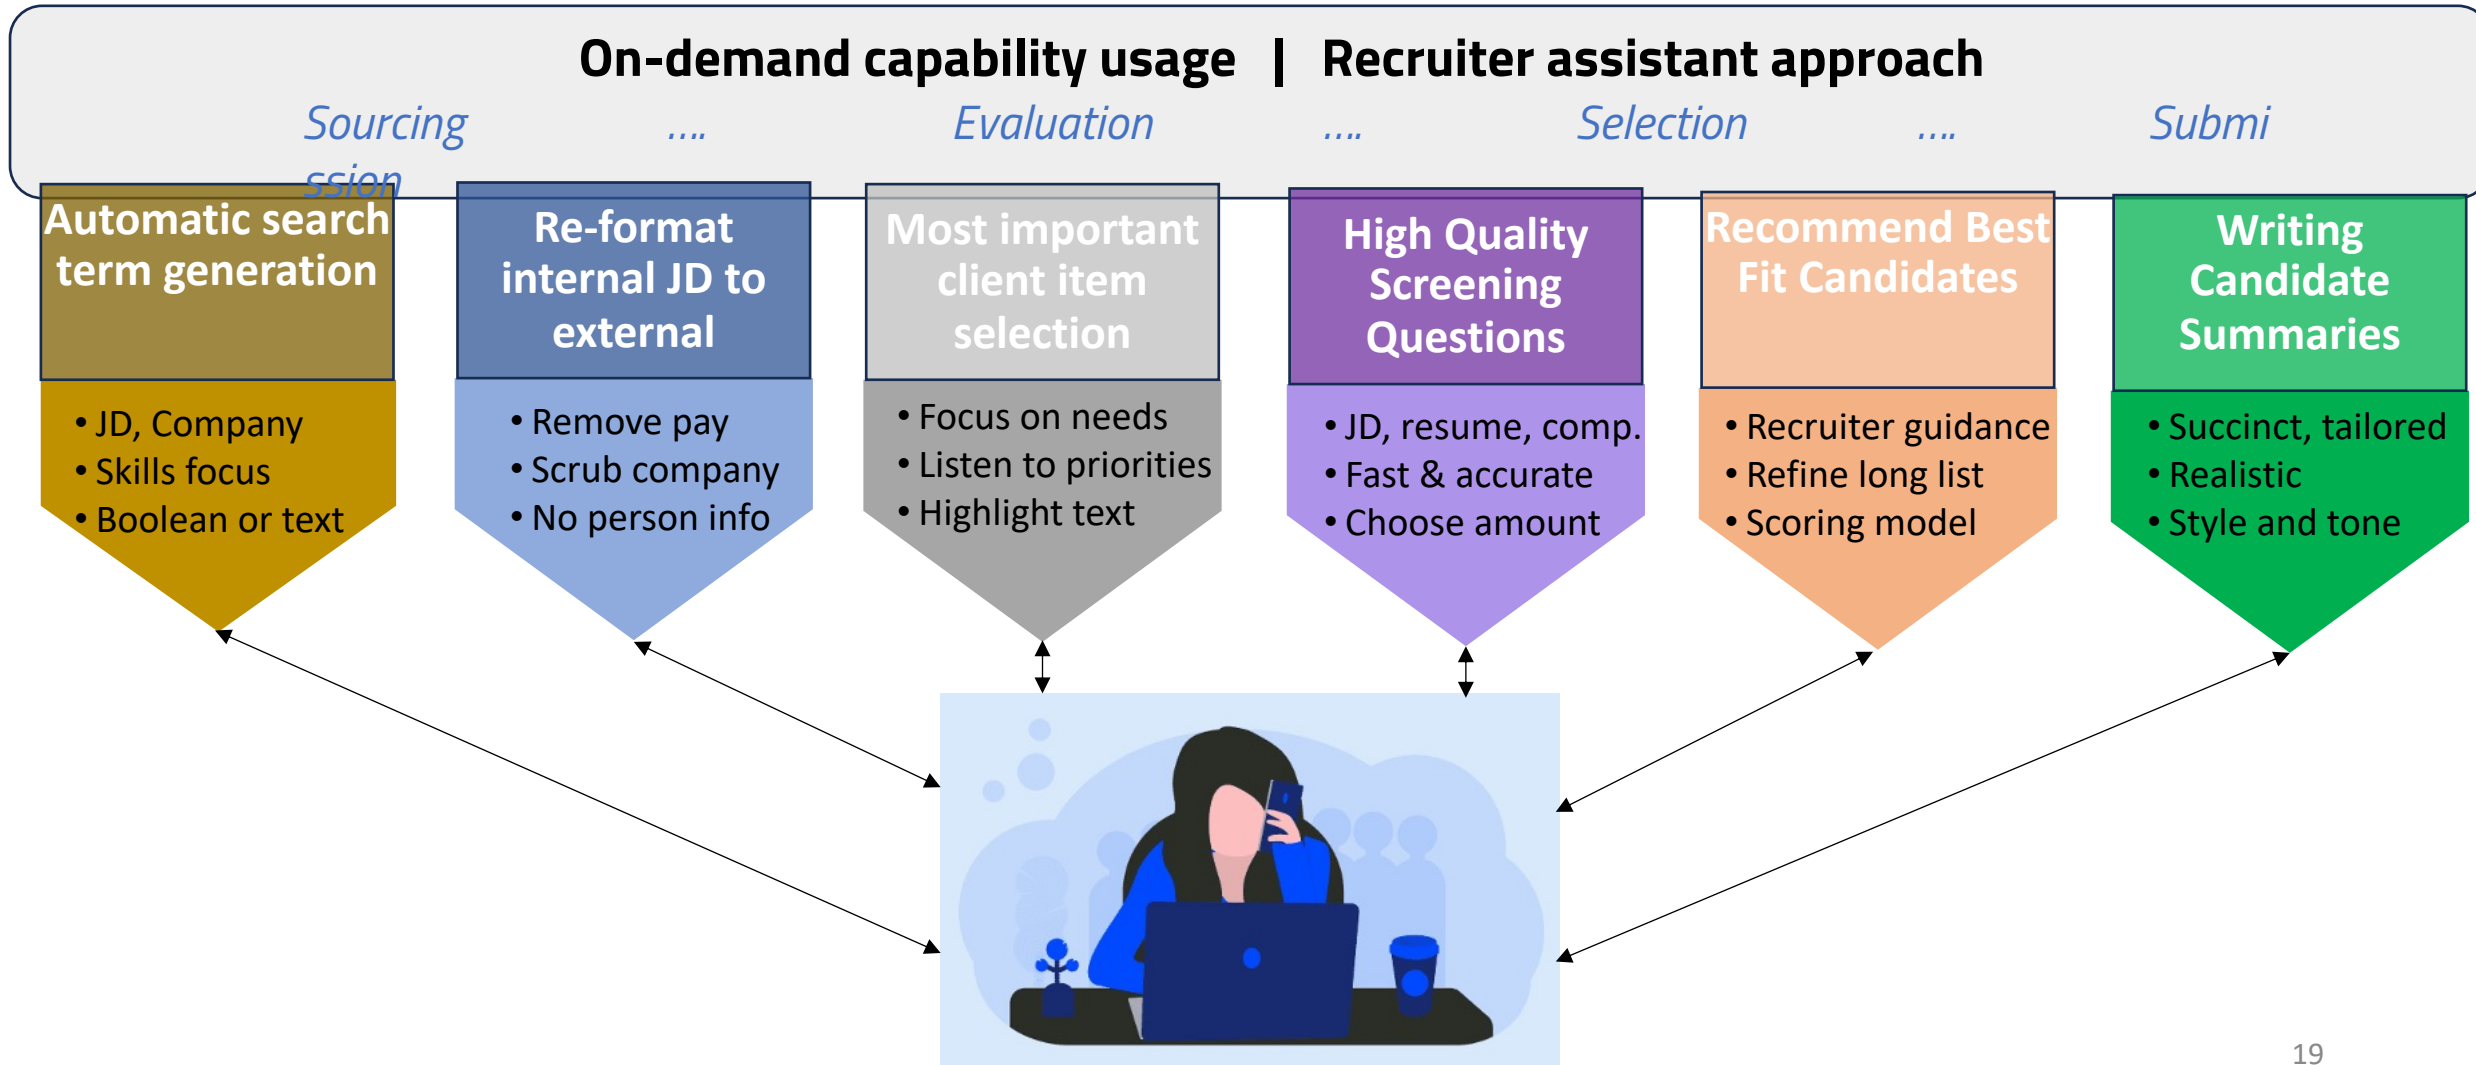 On-demand capability usage | Recruiter assistant approach
Sourcing .... Evaluation .... Selection .... Submi
ssion
Automatic search
term generation
• JD, Company
• Skills focus
• Boolean or text
Re-format
internal JD to
external
• Remove pay
• Scrub company
• No person info
Most important
client item
selection
• Focus on needs
• Listen to priorities
• Highlight text
High Quality
Screening
Questions
• JD, resume, comp.
• Fast & accurate
• Choose amount
Recommend Best
Fit Candidates
• Recruiter guidance
• Refine long list
• Scoring model
Writing
Candidate
Summaries
• Succinct, tailored
• Realistic
• Style and tone
19